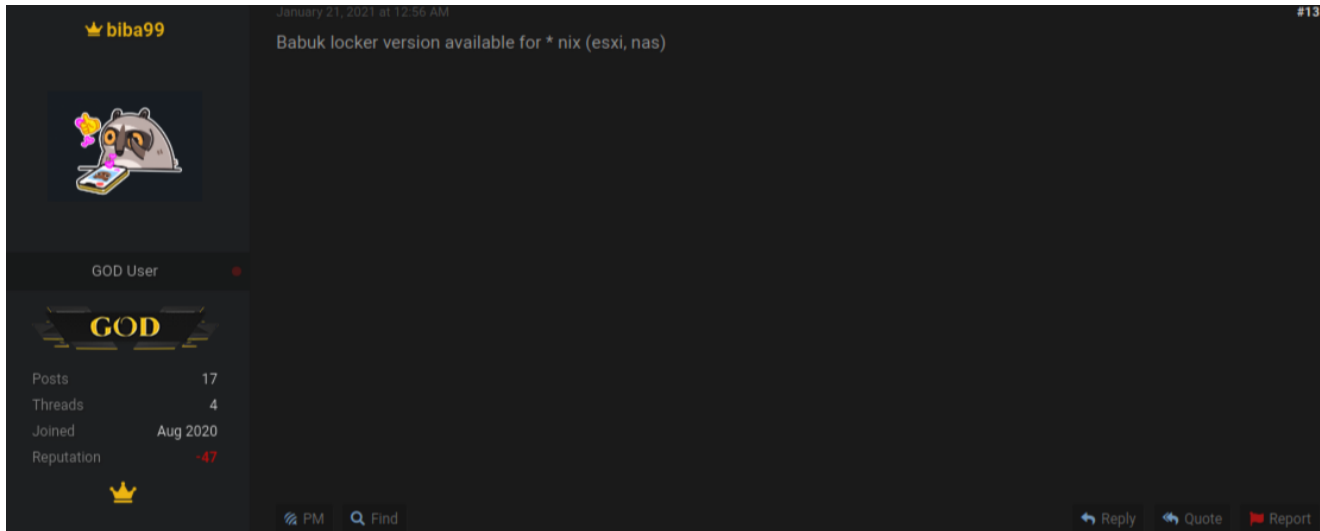 biba99
January 21, 2021 at 12:56 AM
#13
Babuk locker version available for * nix (esxi, nas)
GOD User
GOD
Posts 17
Threads 4
Joined Aug 2020
Reputation -47
PM Find Reply Quote Report